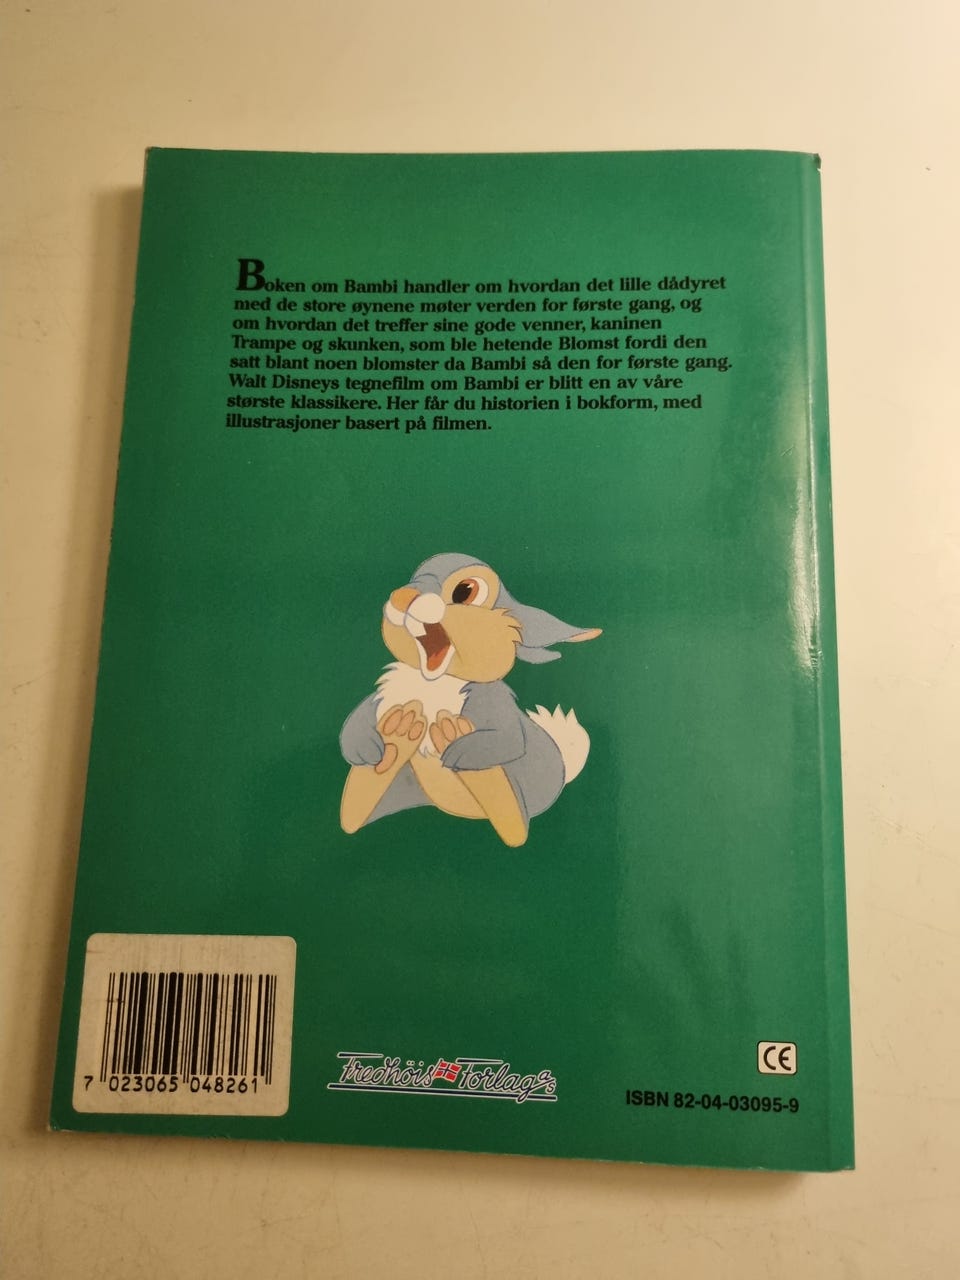 Boken om Bambi handler om hvordan det lille dådyret
med de store øynene møter verden for første gang, og
om hvordan det treffer sine gode venner, kaninen
Trampe og skunken, som ble hetende Blomst fordi den
satt blant noen blomster da Bambi så den for første gang.
Walt Disneys tegnefilm om Bambi er blitt en av våre
største klassikere. Her får du historien i bokform, med
illustrasjoner basert på filmen.
7 023065 048261
Fredhöis Forlag a/s
CE
ISBN 82-04-03095-9